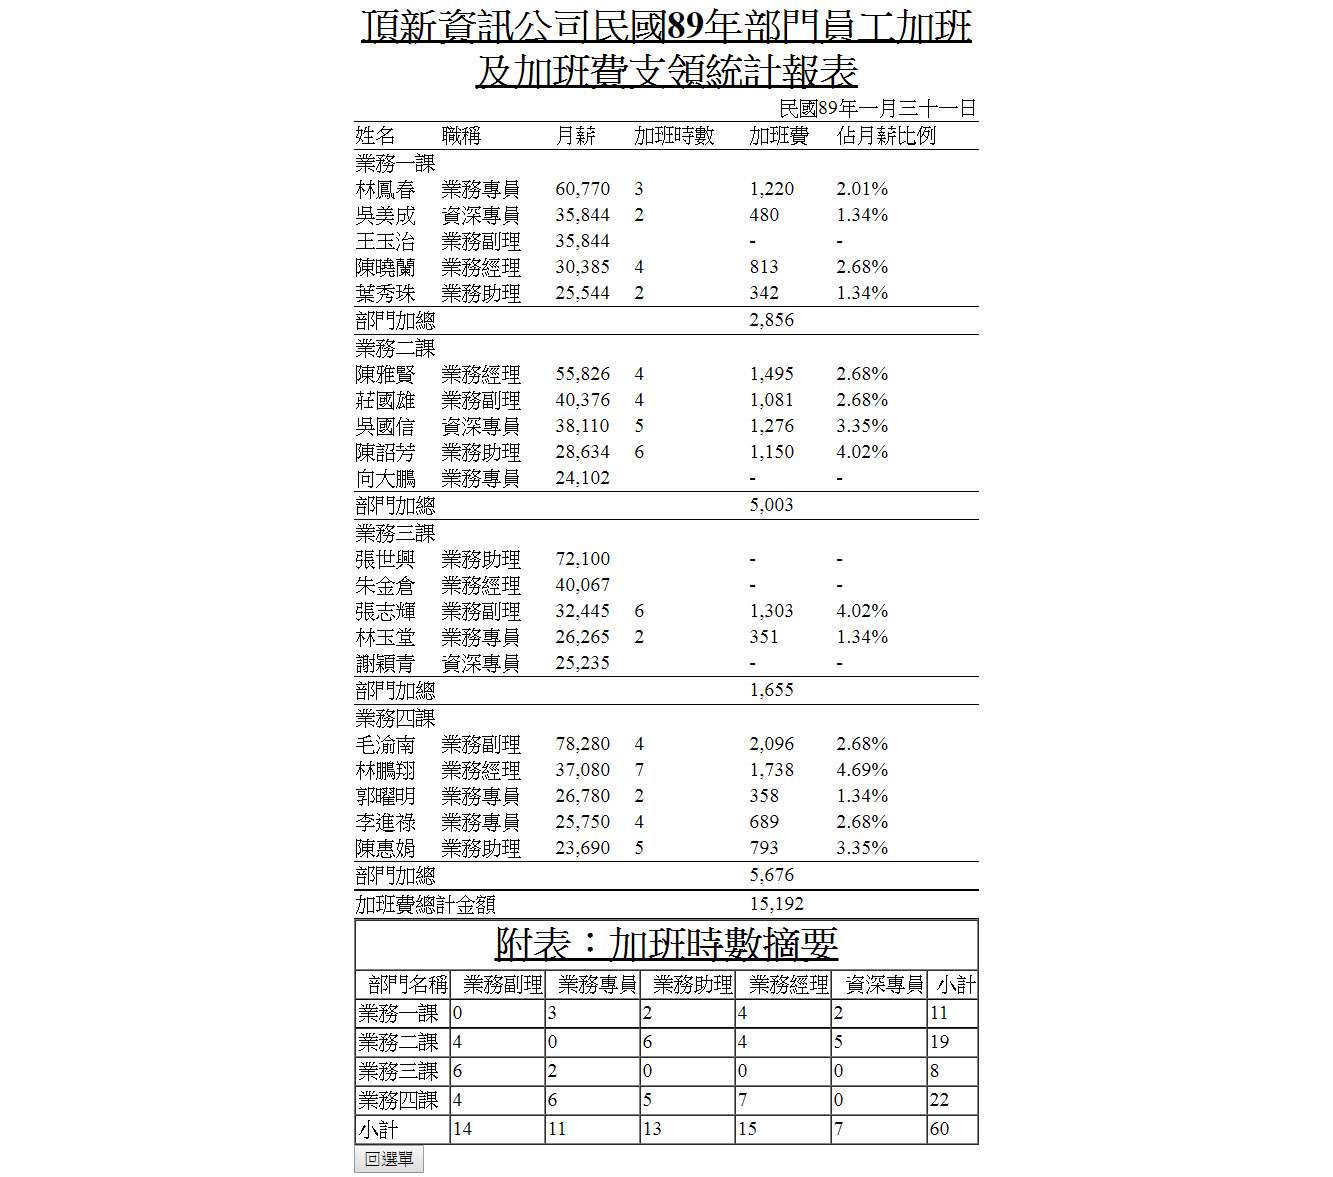 頂新資訊公司民國89年部門員工加班
及加班費支領統計報表
民國89年一月三十一日
姓名 職稱 月薪 加班時數 加班費 佔月薪比例
業務一課
林鳳春 業務專員 60,770 3 1,220 2.01%
吳美成 資深專員 35,844 2 480 1.34%
王玉治 業務副理 35,844 - -
陳曉蘭 業務經理 30,385 4 813 2.68%
葉秀珠 業務助理 25,544 2 342 1.34%
部門加總 2,856
業務二課
陳雅賢 業務經理 55,826 4 1,495 2.68%
莊國雄 業務副理 40,376 4 1,081 2.68%
吳國信 資深專員 38,110 5 1,276 3.35%
陳詔芳 業務助理 28,634 6 1,150 4.02%
向大鵬 業務專員 24,102 - -
部門加總 5,003
業務三課
張世興 業務助理 72,100 - -
朱金倉 業務經理 40,067 - -
張志輝 業務副理 32,445 6 1,303 4.02%
林玉堂 業務專員 26,265 2 351 1.34%
謝穎青 資深專員 25,235 - -
部門加總 1,655
業務四課
毛渝南 業務副理 78,280 4 2,096 2.68%
林鵬翔 業務經理 37,080 7 1,738 4.69%
郭曜明 業務專員 26,780 2 358 1.34%
李進祿 業務專員 25,750 4 689 2.68%
陳惠娟 業務助理 23,690 5 793 3.35%
部門加總 5,676
加班費總計金額 15,192
附表：加班時數摘要
部門名稱 業務副理 業務專員 業務助理 業務經理 資深專員 小計
業務一課 0 3 2 4 2 11
業務二課 4 0 6 4 5 19
業務三課 6 2 0 0 0 8
業務四課 4 6 5 7 0 22
小計 14 11 13 15 7 60
回選單